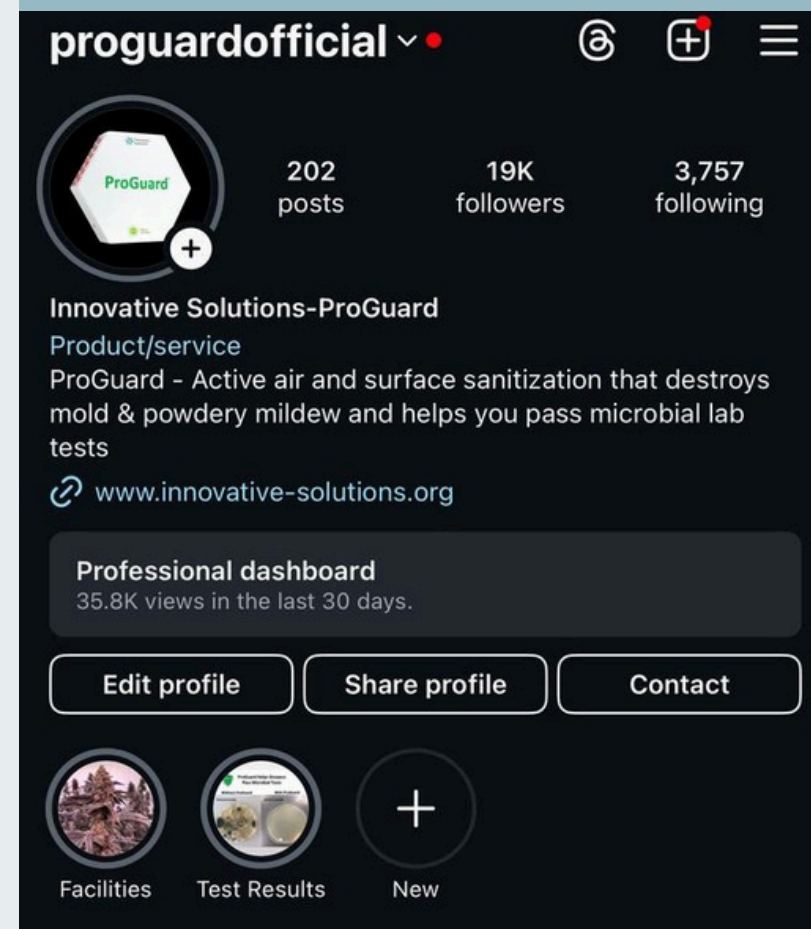 proguardofficial
202
posts
19K
followers
3,757
following
ProGuard
Innovative Solutions-ProGuard
Product/service
ProGuard - Active air and surface sanitization that destroys
mold & powdery mildew and helps you pass microbial lab
tests
www.innovative-solutions.org
Professional dashboard
35.8K views in the last 30 days.
Edit profile
Share profile
Contact
Facilities
Test Results
New